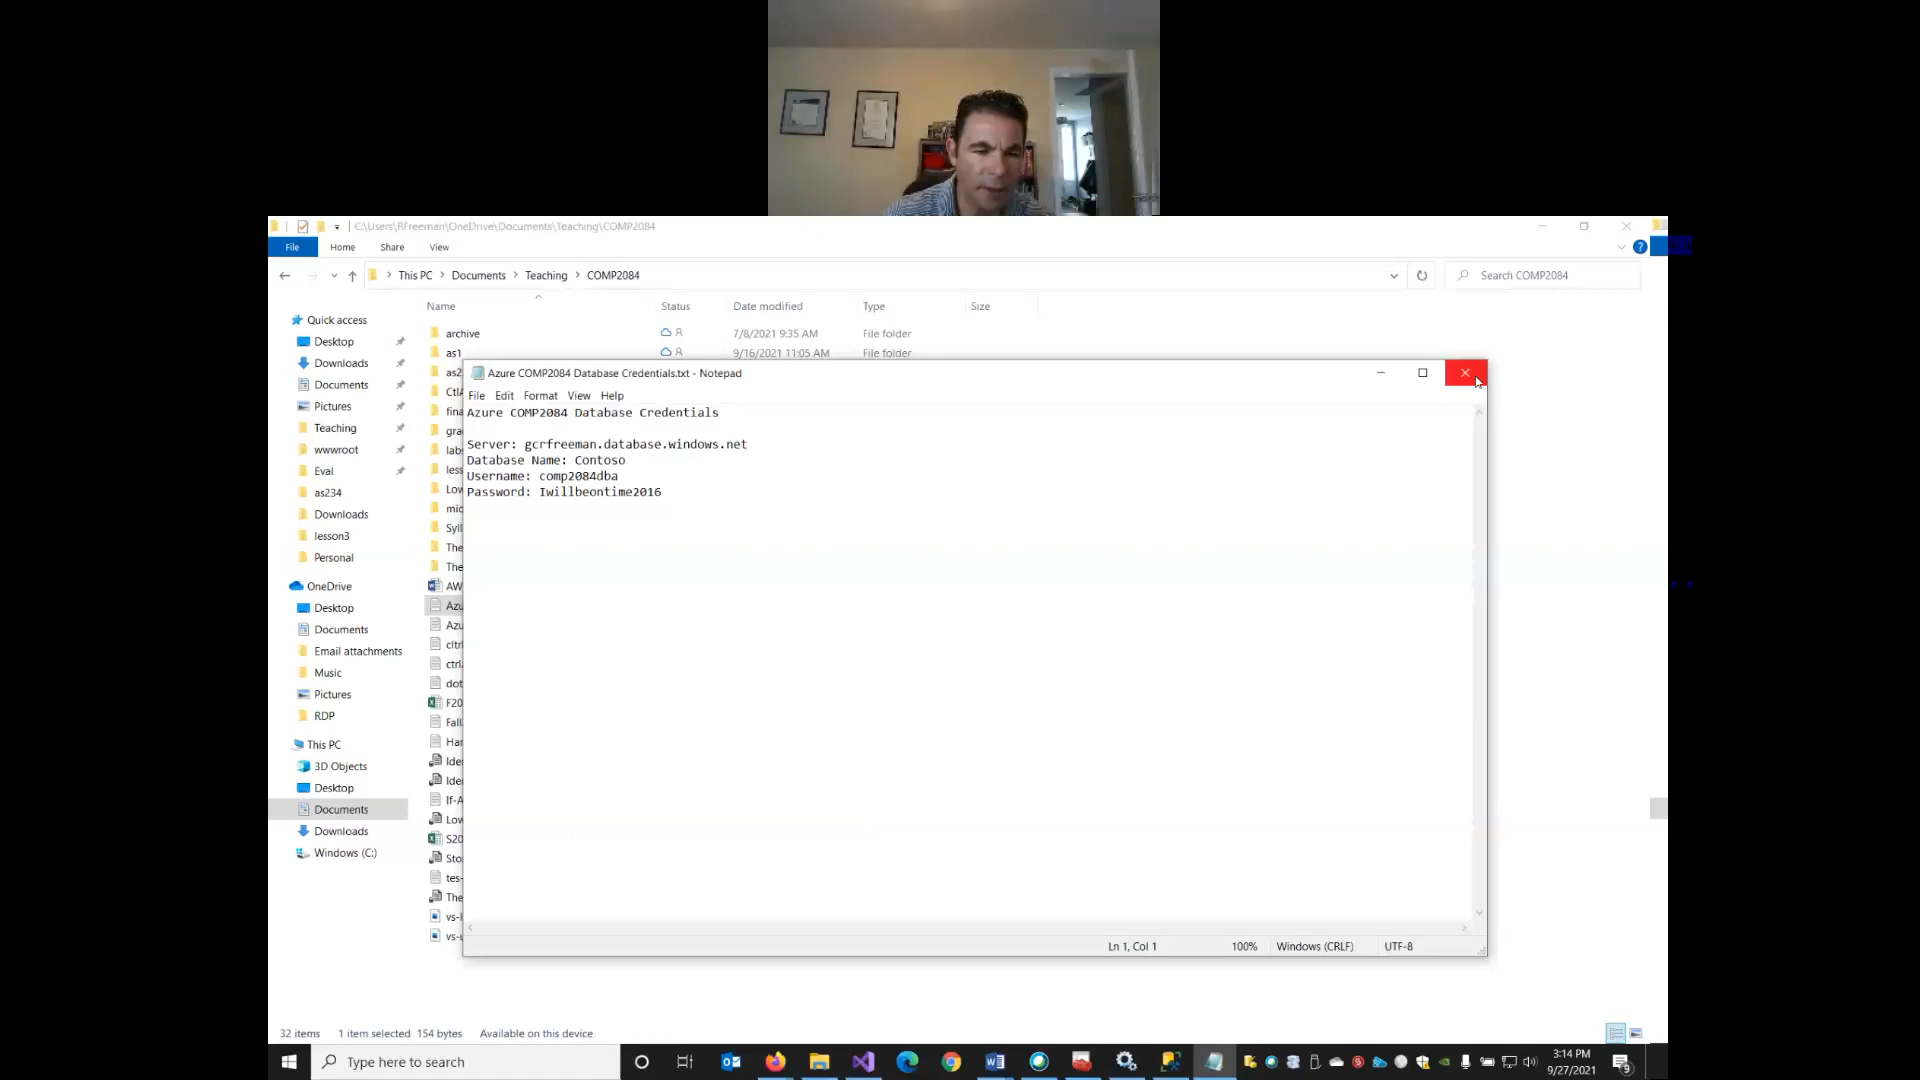 C:\Users\RFreeman\OneDrive\Documents\Teaching\COMP2084
File Home Share View
This PC > Documents > Teaching > COMP2084
Search COMP2084
Name Status Date modified Type Size
Quick access
Desktop
Downloads
Documents
Pictures
Teaching
wwwroot
Eval
as234
Downloads
lesson3
Personal
OneDrive
Desktop
Documents
Email attachments
Music
Pictures
RDP
This PC
3D Objects
Desktop
Documents
Downloads
Windows (C:)
archive 7/8/2021 9:35 AM File folder
as1 9/16/2021 11:05 AM File folder
as2
Azure COMP2084 Database Credentials.txt - Notepad
File Edit Format View Help
Azure COMP2084 Database Credentials
Server: gcrfreeman.database.windows.net
Database Name: Contoso
Username: comp2084dba
Password: Iwillbeontime2016
Ln 1, Col 1 100% Windows (CRLF) UTF-8
32 items 1 item selected 154 bytes Available on this device
Type here to search
3:14 PM
9/27/2021